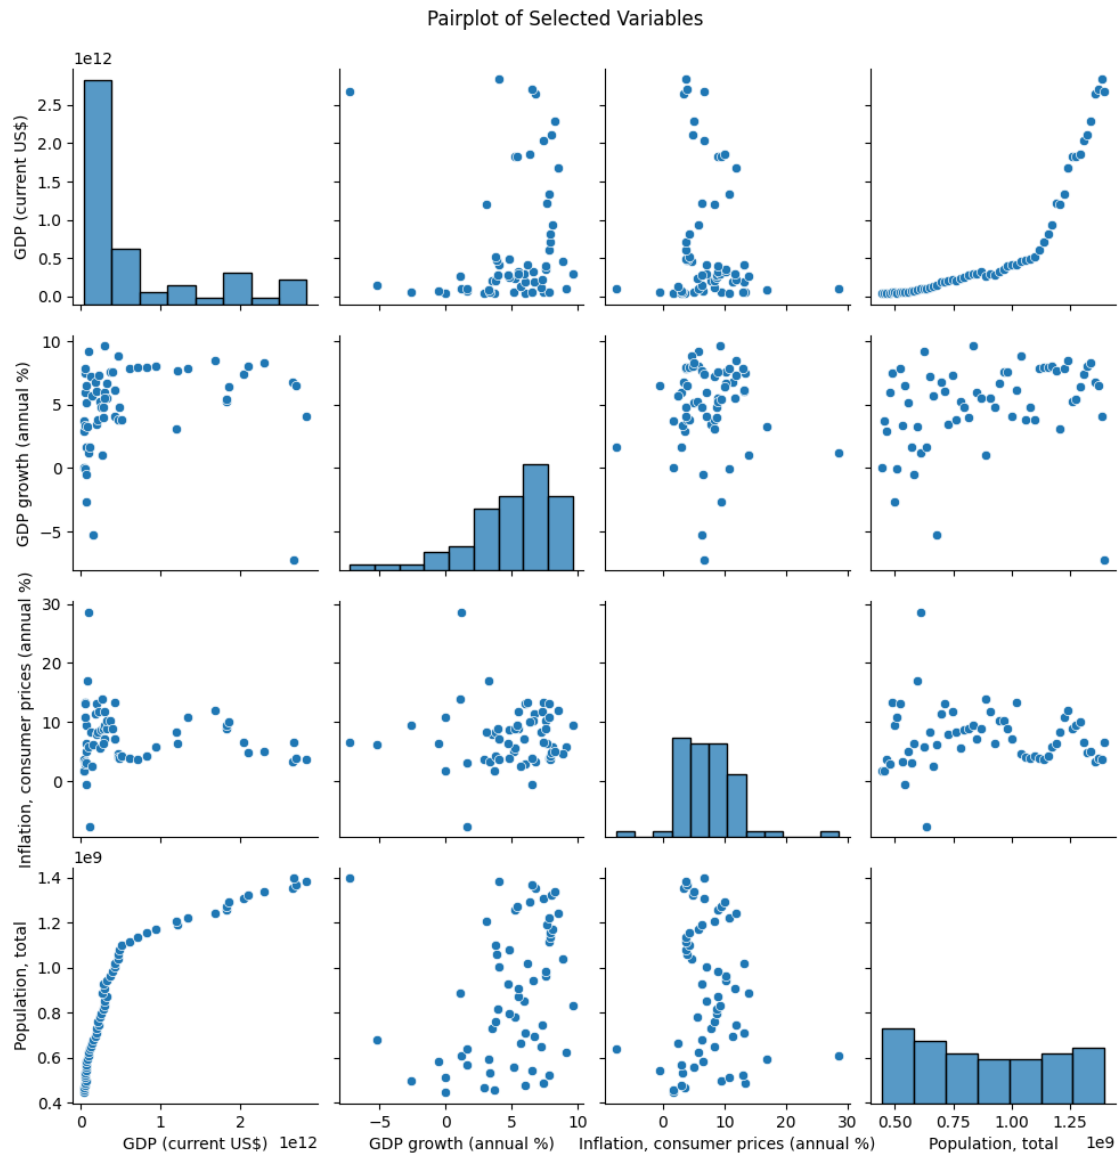 Pairplot of Selected Variables
1e12
GDP (current US$)
2.5
2.0
1.5
1.0
0.5
0.0
GDP growth (annual %)
10
5
0
−5
Inflation, consumer prices (annual %)
30
20
10
0
1e9
Population, total
1.4
1.2
1.0
0.8
0.6
0.4
0 1 2
GDP (current US$) 1e12
−5 0 5 10
GDP growth (annual %)
0 10 20 30
Inflation, consumer prices (annual %)
0.50 0.75 1.00 1.25
Population, total 1e9